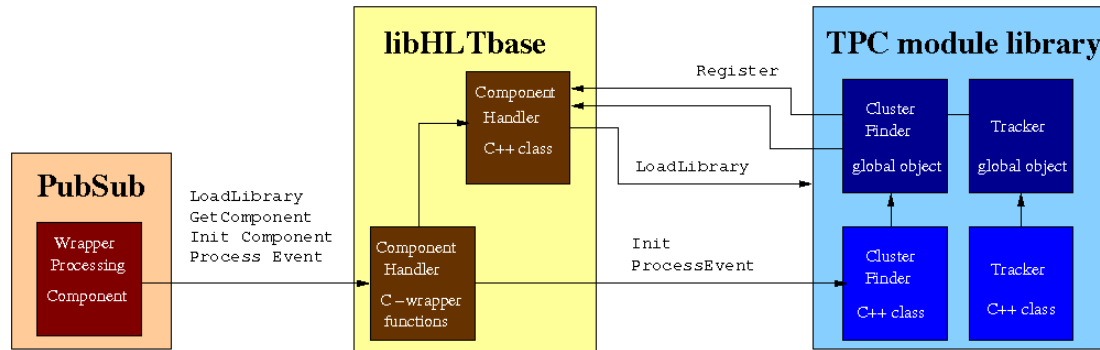 PubSub
Wrapper
Processing
Component
LoadLibrary
GetComponent
Init Component
Process Event
libHLTbase
Component
Handler
C++ class
Component
Handler
C-wrapper
functions
Register
LoadLibrary
Init
ProcessEvent
TPC module library
Cluster
Finder
global object
Tracker
global object
Cluster
Finder
C++ class
Tracker
C++ class